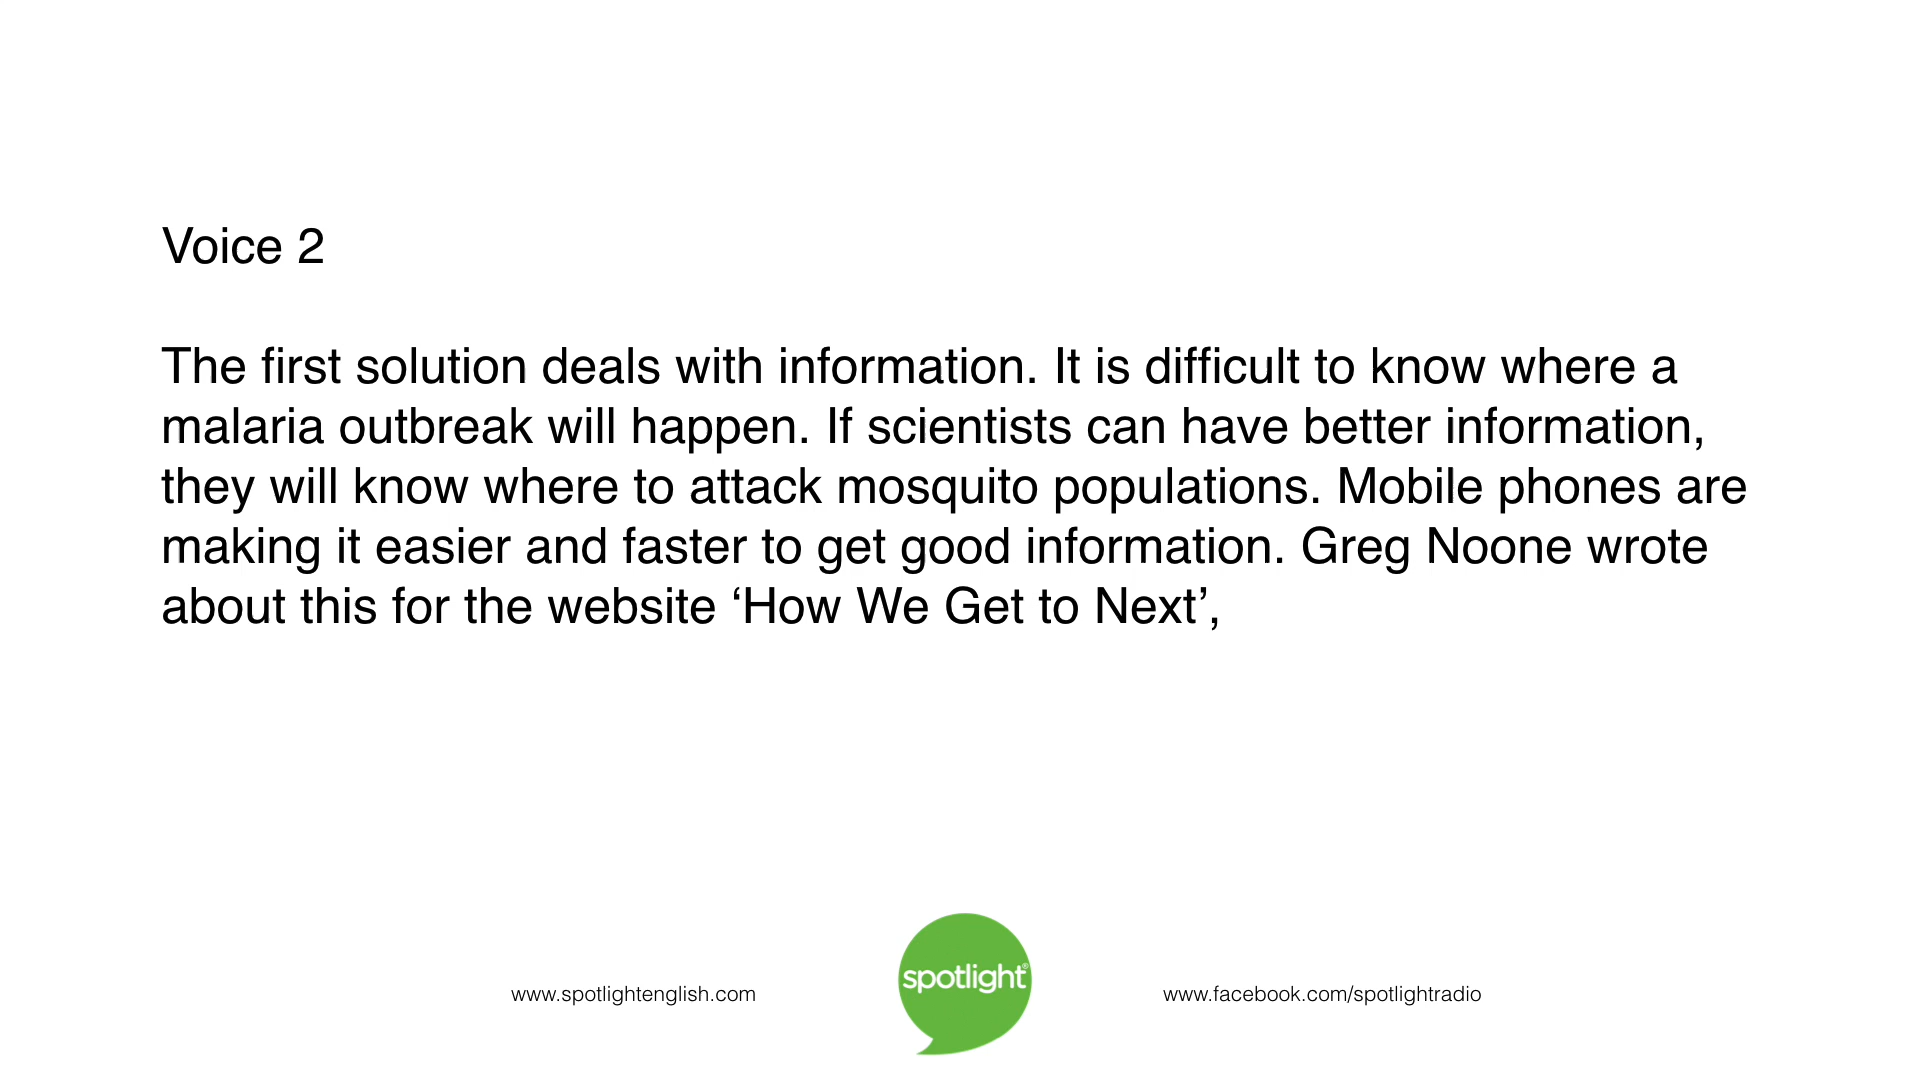 Voice 2
The first solution deals with information. It is difficult to know where a
malaria outbreak will happen. If scientists can have better information,
they will know where to attack mosquito populations. Mobile phones are
making it easier and faster to get good information. Greg Noone wrote
about this for the website ‘How We Get to Next’,
www.spotlightenglish.com
spotlight®
www.facebook.com/spotlightradio